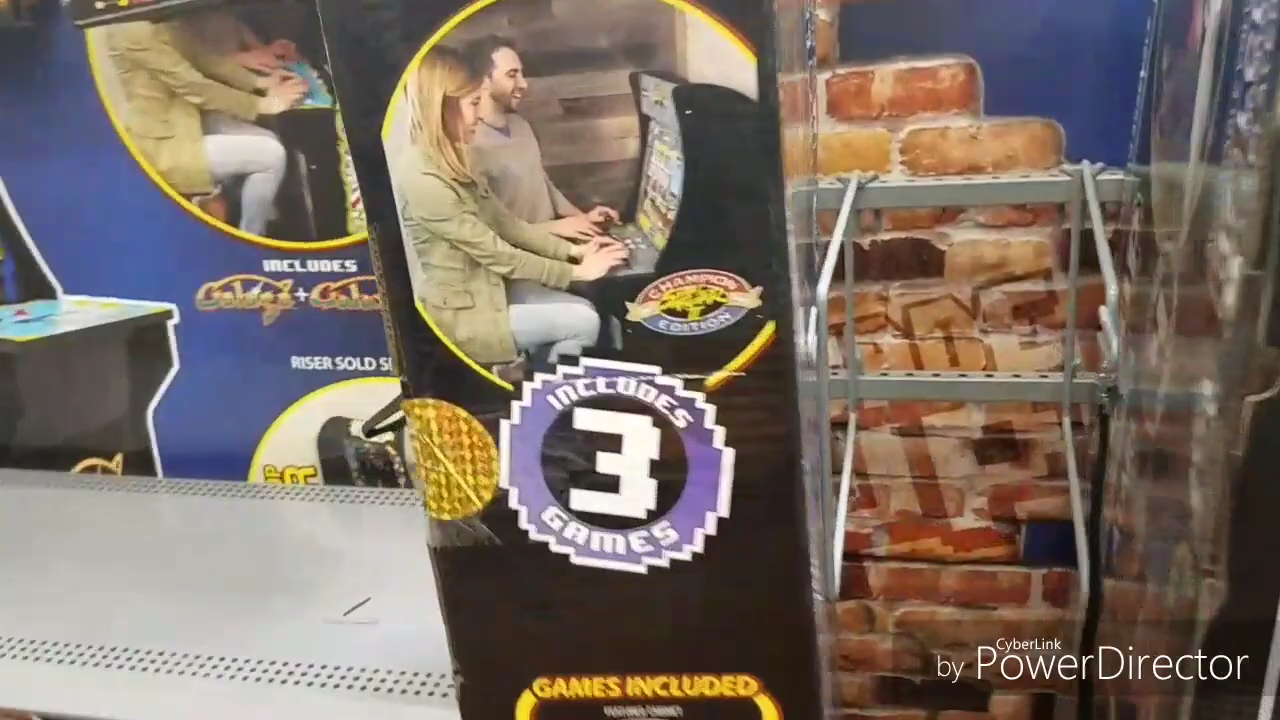 INCLUDES
RISER SOLD
CHAMPION
EDITION
INCLUDES
3
GAMES
GAMES INCLUDED
CyberLink
by PowerDirector